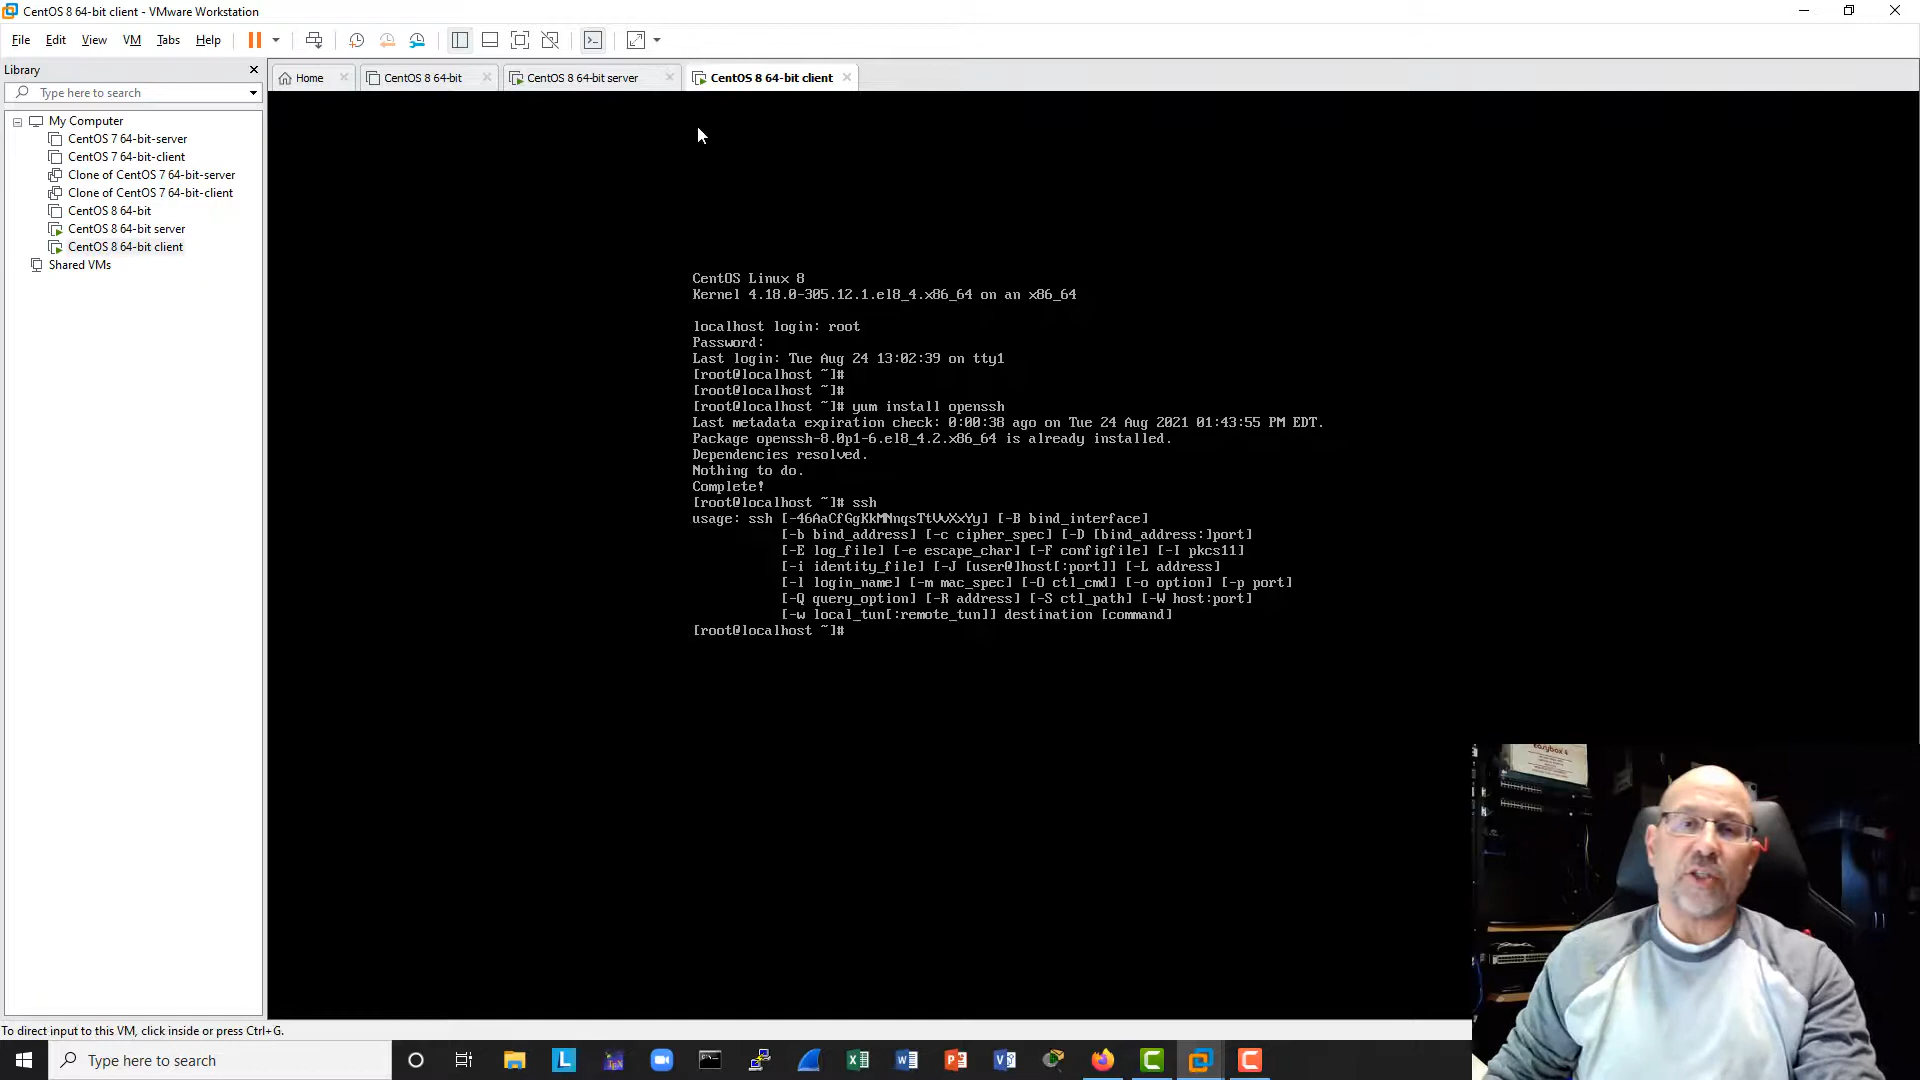 CentOS 8 64-bit client - VMware Workstation
File Edit View VM Tabs Help
Library
Home CentOS 8 64-bit CentOS 8 64-bit server CentOS 8 64-bit client
Type here to search
My Computer
CentOS 7 64-bit-server
CentOS 7 64-bit-client
Clone of CentOS 7 64-bit-server
Clone of CentOS 7 64-bit-client
CentOS 8 64-bit
CentOS 8 64-bit server
CentOS 8 64-bit client
Shared VMs
CentOS Linux 8
Kernel 4.18.0-305.12.1.el8_4.x86_64 on an x86_64
localhost login: root
Password:
Last login: Tue Aug 24 13:02:39 on tty1
[root@localhost ~]#
[root@localhost ~]#
[root@localhost ~]# yum install openssh
Last metadata expiration check: 0:00:38 ago on Tue 24 Aug 2021 01:43:55 PM EDT.
Package openssh-8.0p1-6.el8_4.2.x86_64 is already installed.
Dependencies resolved.
Nothing to do.
Complete!
[root@localhost ~]# ssh
usage: ssh [-46AaCfGgKkMNnqsTtVvXxYy] [-B bind_interface]
[-b bind_address] [-c cipher_spec] [-D [bind_address:]port]
[-E log_file] [-e escape_char] [-F configfile] [-I pkcs11]
[-i identity_file] [-J [user@]host[:port]] [-L address]
[-l login_name] [-m mac_spec] [-O ctl_cmd] [-o option] [-p port]
[-Q query_option] [-R address] [-S ctl_path] [-W host:port]
[-w local_tun[:remote_tun]] destination [command]
[root@localhost ~]#
Easybox 4
To direct input to this VM, click inside or press Ctrl+G.
Type here to search